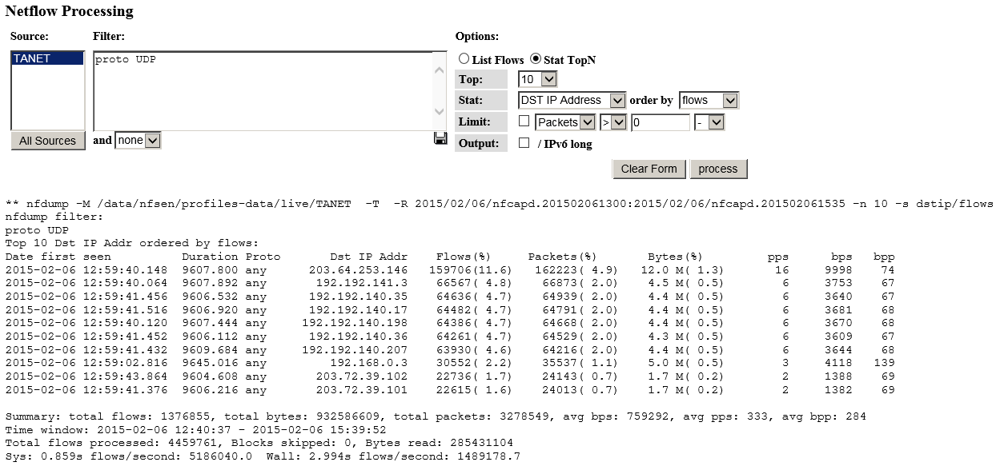 Netflow Processing
Source: Filter: Options:
TANET proto UDP
List Flows Stat TopN
Top: 10
Stat: DST IP Address order by flows
Limit: Packets > 0 -
All Sources and none
Output: / IPv6 long
Clear Form process
** nfdump -M /data/nfsen/profiles-data/live/TANET -T -R 2015/02/06/nfcapd.201502061300:2015/02/06/nfcapd.201502061535 -n 10 -s dstip/flows
nfdump filter:
proto UDP
Top 10 Dst IP Addr ordered by flows:
Date first seen Duration Proto Dst IP Addr Flows(%) Packets(%) Bytes(%) pps bps bpp
2015-02-06 12:59:40.148 9607.800 any 203.64.253.146 159706(11.6) 162223( 4.9) 12.0 M( 1.3) 16 9998 74
2015-02-06 12:59:40.064 9607.892 any 192.192.141.3 66567( 4.8) 66873( 2.0) 4.5 M( 0.5) 6 3753 67
2015-02-06 12:59:41.456 9606.532 any 192.192.140.35 64636( 4.7) 64939( 2.0) 4.4 M( 0.5) 6 3640 67
2015-02-06 12:59:41.516 9606.920 any 192.192.140.17 64482( 4.7) 64791( 2.0) 4.4 M( 0.5) 6 3681 68
2015-02-06 12:59:40.120 9607.444 any 192.192.140.198 64386( 4.7) 64668( 2.0) 4.4 M( 0.5) 6 3670 68
2015-02-06 12:59:41.452 9606.112 any 192.192.140.36 64261( 4.7) 64529( 2.0) 4.3 M( 0.5) 6 3609 67
2015-02-06 12:59:41.432 9609.684 any 192.192.140.207 63930( 4.6) 64216( 2.0) 4.4 M( 0.5) 6 3644 68
2015-02-06 12:59:02.816 9645.016 any 192.168.0.3 30552( 2.2) 35537( 1.1) 5.0 M( 0.5) 3 4118 139
2015-02-06 12:59:43.864 9604.608 any 203.72.39.102 22736( 1.7) 24143( 0.7) 1.7 M( 0.2) 2 1388 69
2015-02-06 12:59:41.376 9606.216 any 203.72.39.101 22615( 1.6) 24013( 0.7) 1.7 M( 0.2) 2 1382 69
Summary: total flows: 1376855, total bytes: 932586609, total packets: 3278549, avg bps: 759292, avg pps: 333, avg bpp: 284
Time window: 2015-02-06 12:40:37 - 2015-02-06 15:39:52
Total flows processed: 4459761, Blocks skipped: 0, Bytes read: 285431104
Sys: 0.859s flows/second: 5186040.0 Wall: 2.994s flows/second: 1489178.7